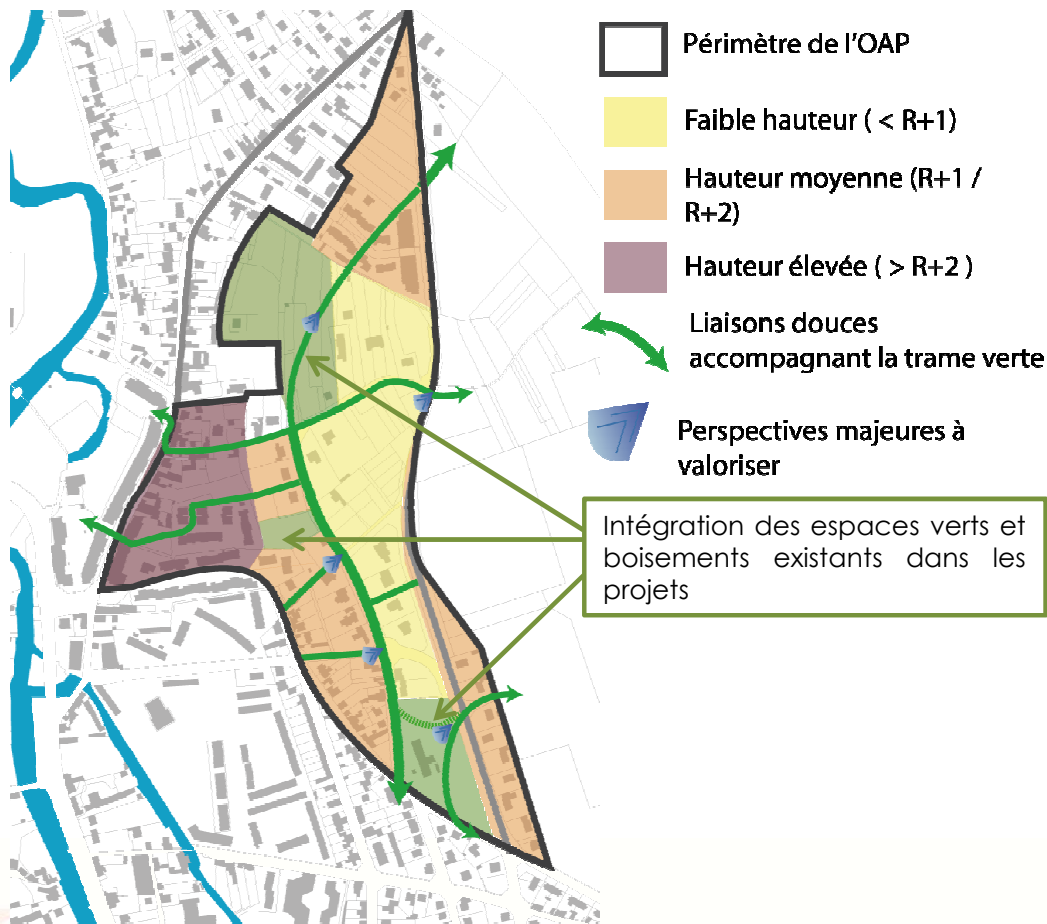 Périmètre de l'OAP
Faible hauteur ( < R+1)
Hauteur moyenne (R+1 /
R+2)
Hauteur élevée ( > R+2 )
Liaisons douces
accompagnant la trame verte
Perspectives majeures à
valoriser
Intégration des espaces verts et
boisements existants dans les
projets